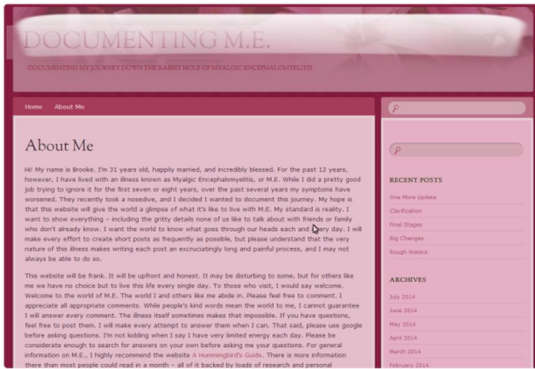 DOCUMENTING M.E.
DOCUMENTING MY JOURNEY DOWN THE RABBIT HOLE OF MYALGIC ENCEPHALOMYELITIS
Home About Me
About Me
Hi! My name is Brooke. I'm 31 years old, happily married, and incredibly blessed. For the past 12 years,
however, I have lived with an illness known as Myalgic Encephalomyelitis, or M.E. While I did a pretty good
job trying to ignore it for the first seven or eight years, over the past several years my symptoms have
worsened. They recently took a nosedive, and I decided I wanted to document this journey. My hope is
that this website will give the world a glimpse of what it's like to live with M.E. My standard is reality. I
want to show everything – including the gritty details none of us like to talk about with friends or family
who don't already know. I want the world to know what goes through our heads each and every day. I will
make every effort to create short posts as frequently as possible, but please understand that the very
nature of this illness makes writing each post an excruciatingly long and painful process, and I may not
always be able to do so.
This website will be frank. It will be upfront and honest. It may be disturbing to some, but for others like
me we have no choice but to live this life every single day. To those who visit, I would say welcome.
Welcome to the world of M.E. The world I and others like me abide in. Please feel free to comment. I
appreciate all appropriate comments. While people's kind words mean the world to me, I cannot guarantee
I will answer every comment. The illness itself sometimes makes that impossible. If you have questions,
feel free to post them. I will make every attempt to answer them when I can. That said, please use google
before asking questions. I'm not kidding when I say I have very limited energy each day. Please be
considerate enough to search for answers on your own before asking me your questions. For general
information on M.E., I highly recommend the website A Hummingbird's Guide. There is more information
there than most people could read in a month – all of it backed by loads of research and personal
RECENT POSTS
One More Update
Clarification
Final Stages
Big Changes
Rough Waters
ARCHIVES
July 2014
June 2014
May 2014
April 2014
March 2014
February 2014